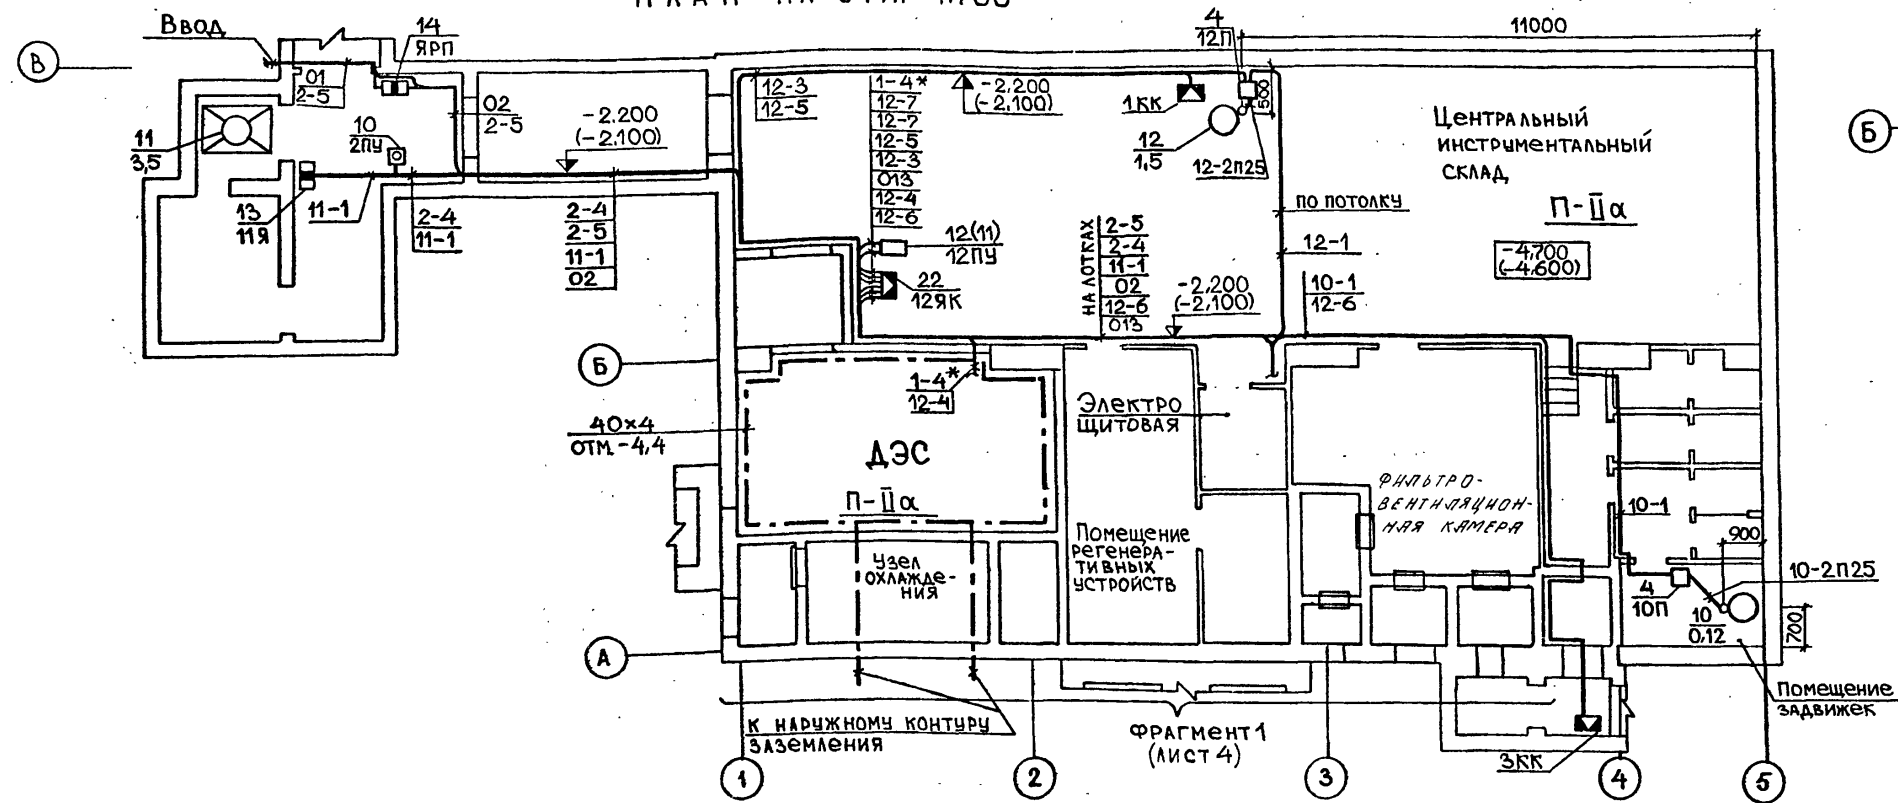 В
Ввод
14
ЯРП
4
12П
11000
Б
01
2-5
02
2-5
11
3,5
10
2ПУ
-2.200
(-2,100)
12-3
12-5
1-4*
12-7
12-7
12-5
12-3
013
12-4
12-6
-2,200
(-2,100)
1КК
12
1,5
500
12-2П25
Центральный
инструментальный
склад
П-IIа
-4,700
(-4,600)
по потолку
12-1
13
11Я
11-1
2-4
11-1
2-4
2-5
11-1
02
12(11)
12ПУ
22
12ЯК
на лотках
2-5
2-4
11-1
02
12-6
013
-2,200
(-2,100)
10-1
12-6
Б
1-4*
12-4
40×4
отм.-4,4
ДЭС
П-IIа
Электро
щитовая
Фильтро-
вентиляцион-
ная камера
Узел
охлажде-
ния
Помещение
регенера-
тивных
устройств
10-1
900
10-2П25
4
10П
10
0,12
700
А
Помещение
задвижек
к наружному контуру
заземления
Фрагмент 1
(лист 4)
3КК
1
2
3
4
5